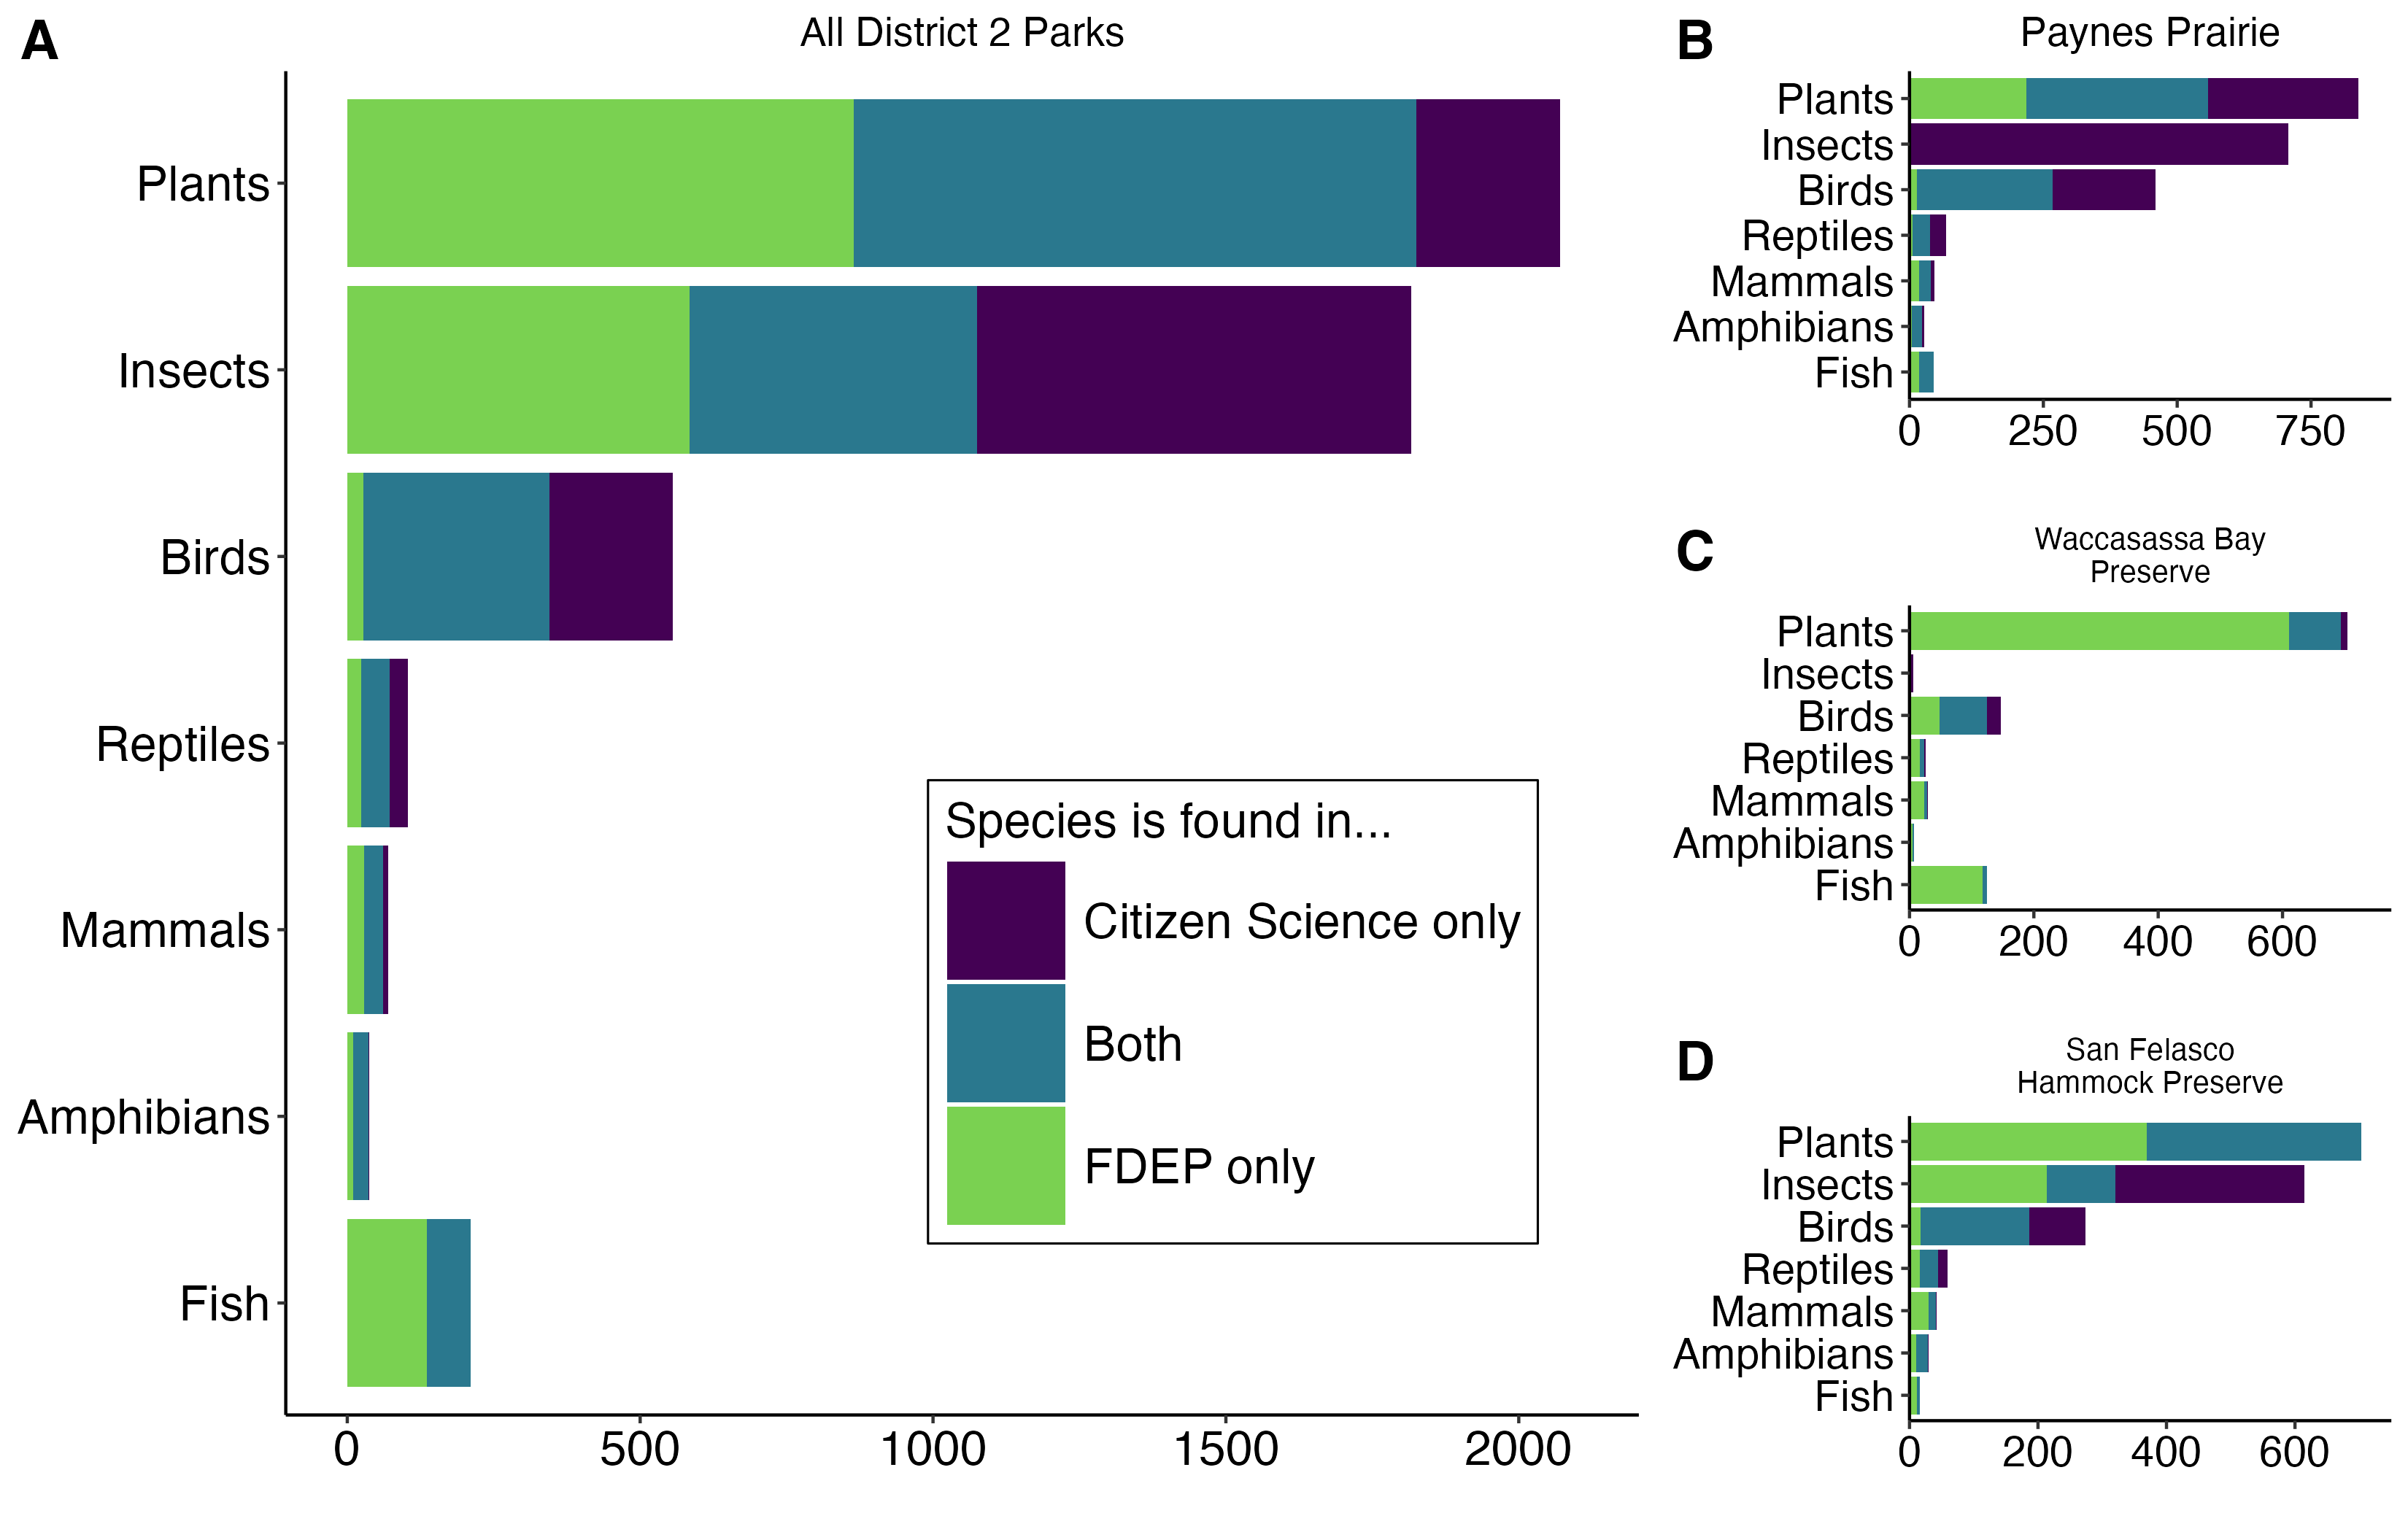 A
All District 2 Parks
Plants
Insects
Birds
Reptiles
Mammals
Amphibians
Fish
0 500 1000 1500 2000
Species is found in...
Citizen Science only
Both
FDEP only
B
Paynes Prairie
Plants
Insects
Birds
Reptiles
Mammals
Amphibians
Fish
0 250 500 750
C
Waccasassa Bay
Preserve
Plants
Insects
Birds
Reptiles
Mammals
Amphibians
Fish
0 200 400 600
D
San Felasco
Hammock Preserve
Plants
Insects
Birds
Reptiles
Mammals
Amphibians
Fish
0 200 400 600